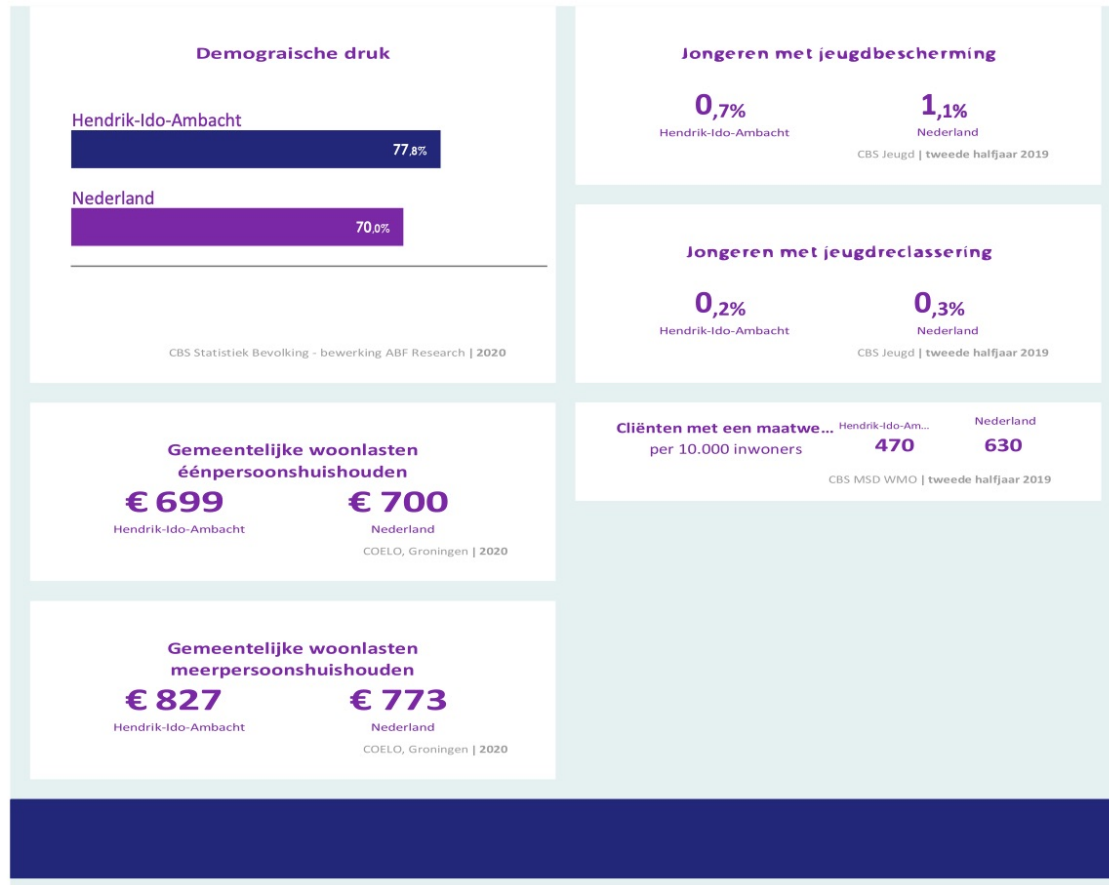 Demograische druk
Hendrik-Ido-Ambacht
77,8%
Nederland
70,0%
CBS Statistiek Bevolking - bewerking ABF Research | 2020
Gemeentelijke woonlasten
éénpersoonshuishouden
€ 699 € 700
Hendrik-Ido-Ambacht Nederland
COELO, Groningen | 2020
Gemeentelijke woonlasten
meerpersoonshuishouden
€ 827 € 773
Hendrik-Ido-Ambacht Nederland
COELO, Groningen | 2020
Jongeren met jeugdbescherming
0,7% 1,1%
Hendrik-Ido-Ambacht Nederland
CBS Jeugd | tweede halfjaar 2019
Jongeren met jeugdreclassering
0,2% 0,3%
Hendrik-Ido-Ambacht Nederland
CBS Jeugd | tweede halfjaar 2019
Cliënten met een maatwe... Hendrik-Ido-Am... Nederland
per 10.000 inwoners 470 630
CBS MSD WMO | tweede halfjaar 2019